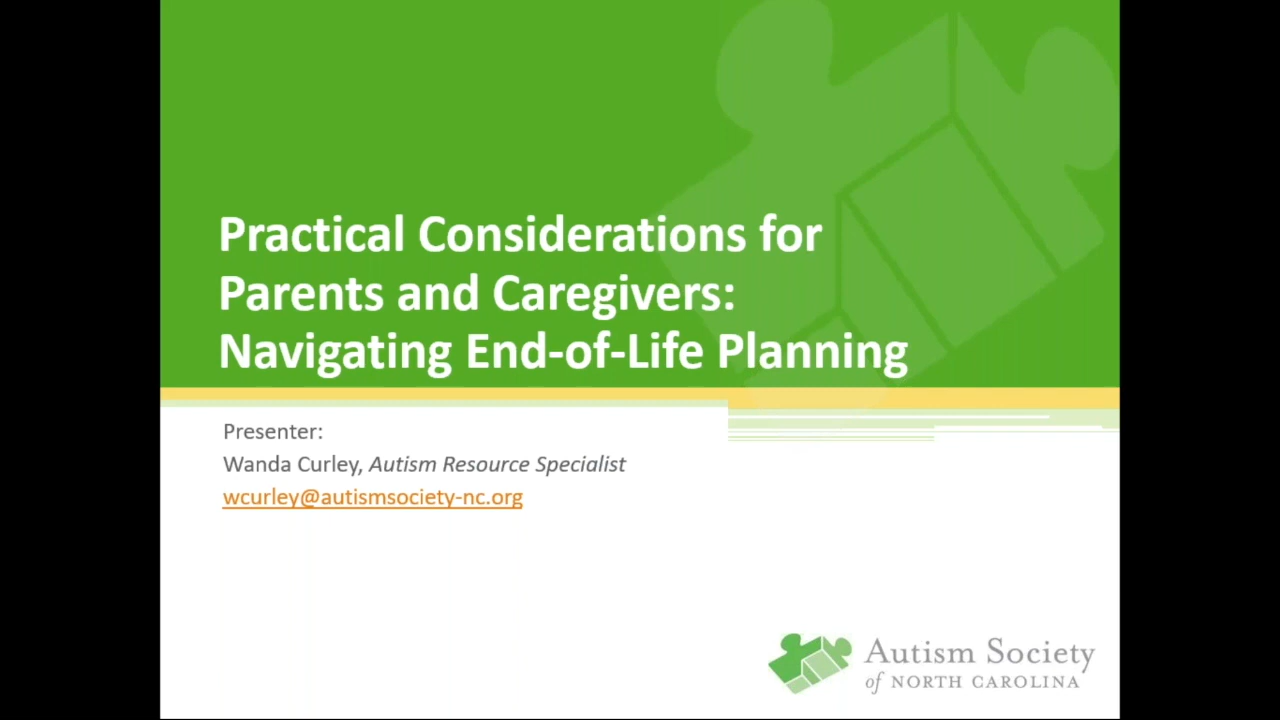 Practical Considerations for
Parents and Caregivers:
Navigating End-of-Life Planning
Presenter:
Wanda Curley, Autism Resource Specialist
wcurley@autismsociety-nc.org
Autism Society
of NORTH CAROLINA